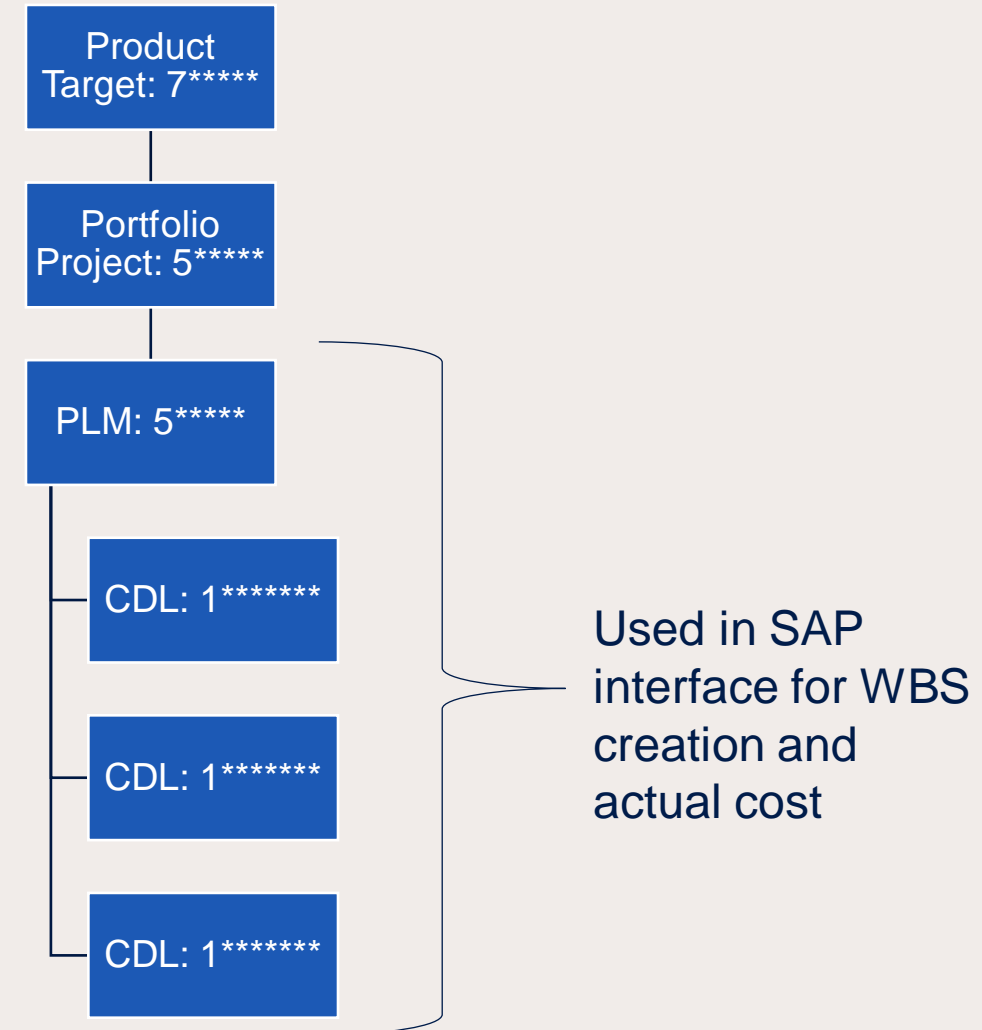 Product
Target: 7*****
Portfolio
Project: 5*****
PLM: 5*****
CDL: 1*******
CDL: 1*******
CDL: 1*******
Used in SAP
interface for WBS
creation and
actual cost